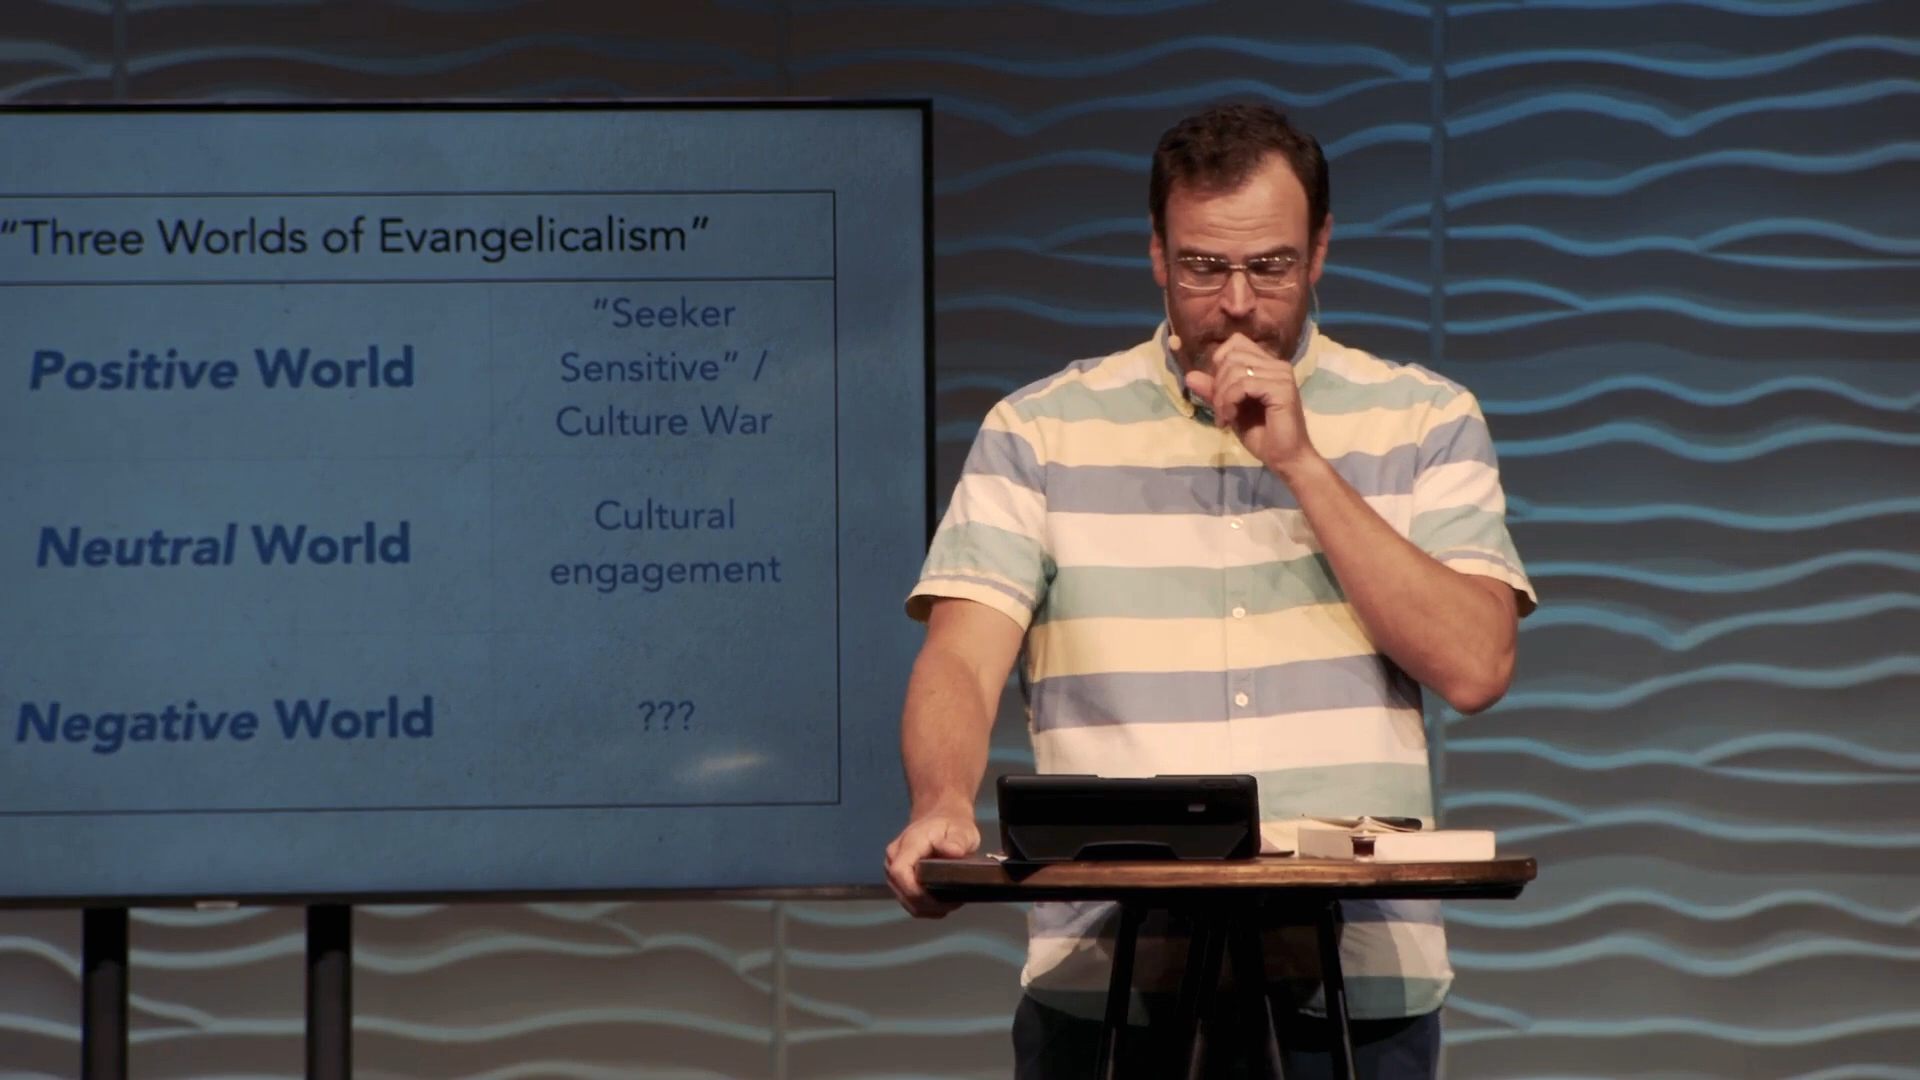 “Three Worlds of Evangelicalism”
Positive World
“Seeker
Sensitive” /
Culture War
Neutral World
Cultural
engagement
Negative World
???